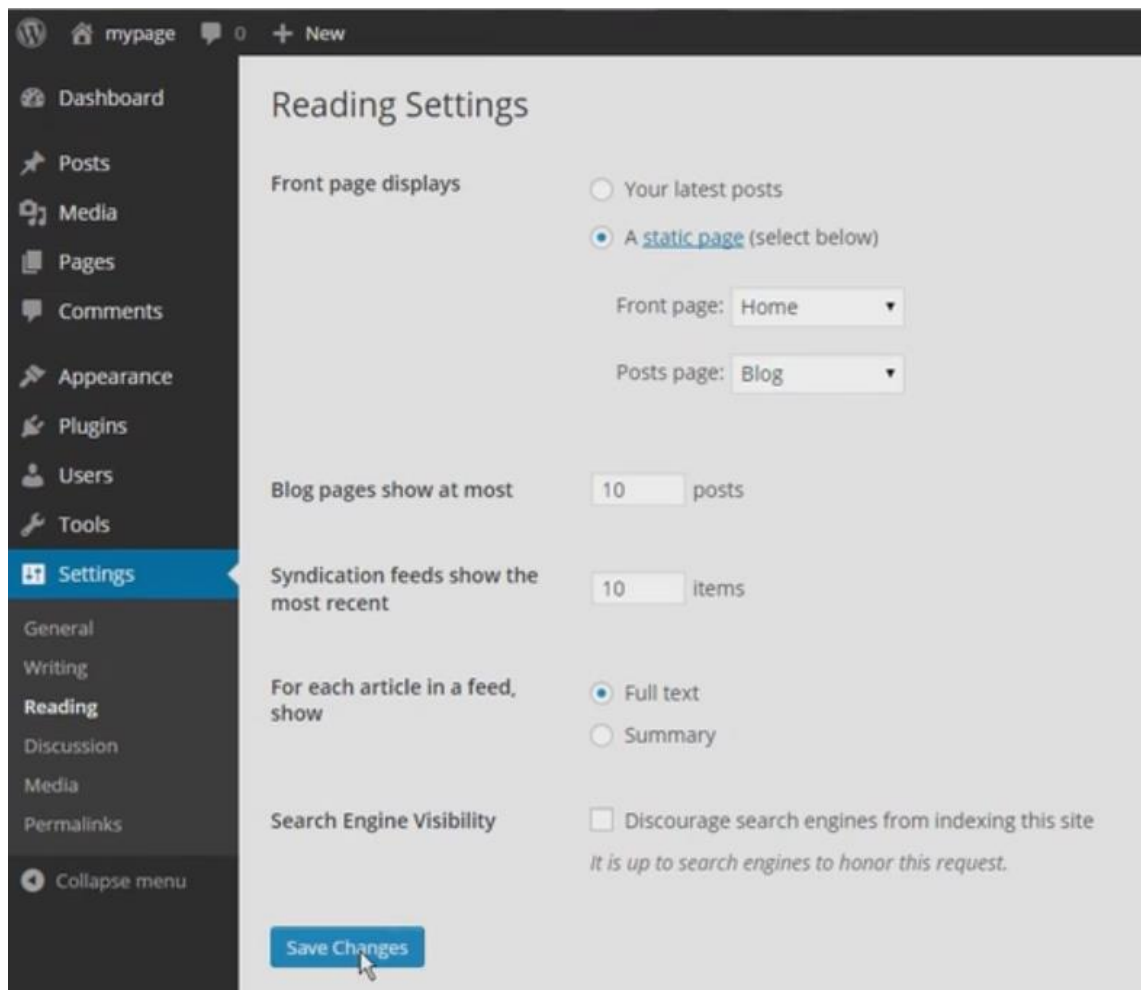 mypage 0 + New
Dashboard
Posts
Media
Pages
Comments
Appearance
Plugins
Users
Tools
Settings
General
Writing
Reading
Discussion
Media
Permalinks
Collapse menu
Reading Settings
Front page displays
Your latest posts
A static page (select below)
Front page: Home
Posts page: Blog
Blog pages show at most 10 posts
Syndication feeds show the
most recent
10 items
For each article in a feed,
show
Full text
Summary
Search Engine Visibility
Discourage search engines from indexing this site
It is up to search engines to honor this request.
Save Changes